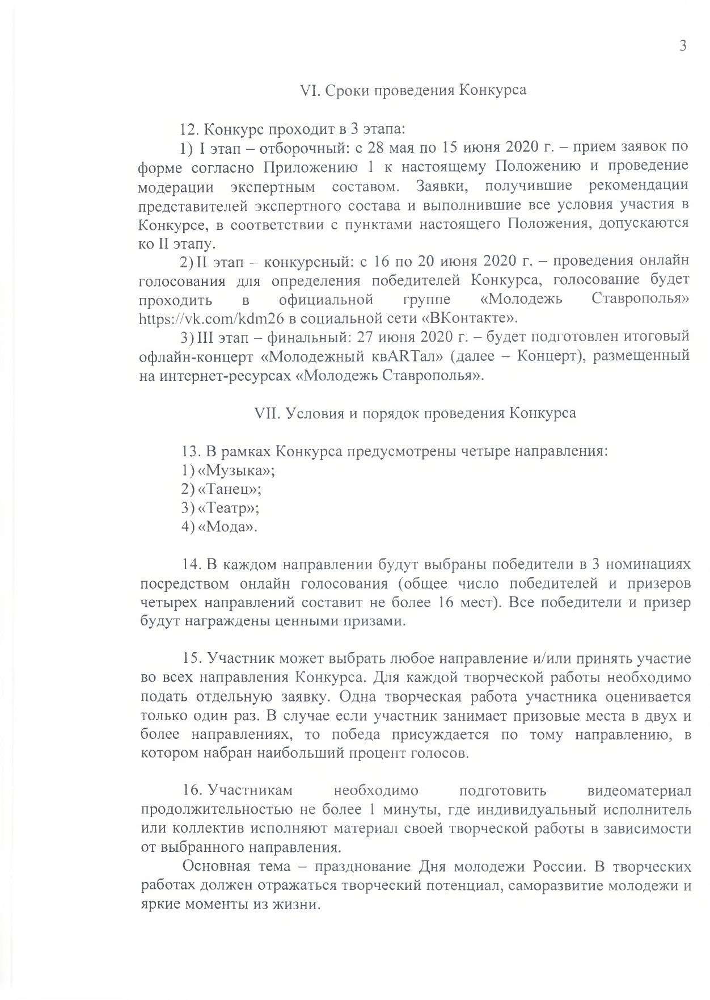 3
VI. Сроки проведения Конкурса
12. Конкурс проходит в 3 этапа:
1) I этап – отборочный: с 28 мая по 15 июня 2020 г. – прием заявок по
форме согласно Приложению 1 к настоящему Положению и проведение
модерации экспертным составом. Заявки, получившие рекомендации
представителей экспертного состава и выполнившие все условия участия в
Конкурсе, в соответствии с пунктами настоящего Положения, допускаются
ко II этапу.
2) II этап – конкурсный: с 16 по 20 июня 2020 г. – проведения онлайн
голосования для определения победителей Конкурса, голосование будет
проходить в официальной группе «Молодежь Ставрополья»
https://vk.com/kdm26 в социальной сети «ВКонтакте».
3) III этап – финальный: 27 июня 2020 г. – будет подготовлен итоговый
офлайн-концерт «Молодежный квARTал» (далее – Концерт), размещенный
на интернет-ресурсах «Молодежь Ставрополья».
VII. Условия и порядок проведения Конкурса
13. В рамках Конкурса предусмотрены четыре направления:
1) «Музыка»;
2) «Танец»;
3) «Театр»;
4) «Мода».
14. В каждом направлении будут выбраны победители в 3 номинациях
посредством онлайн голосования (общее число победителей и призеров
четырех направлений составит не более 16 мест). Все победители и призер
будут награждены ценными призами.
15. Участник может выбрать любое направление и/или принять участие
во всех направления Конкурса. Для каждой творческой работы необходимо
подать отдельную заявку. Одна творческая работа участника оценивается
только один раз. В случае если участник занимает призовые места в двух и
более направлениях, то победа присуждается по тому направлению, в
котором набран наибольший процент голосов.
16. Участникам необходимо подготовить видеоматериал
продолжительностью не более 1 минуты, где индивидуальный исполнитель
или коллектив исполняют материал своей творческой работы в зависимости
от выбранного направления.
Основная тема – празднование Дня молодежи России. В творческих
работах должен отражаться творческий потенциал, саморазвитие молодежи и
яркие моменты из жизни.